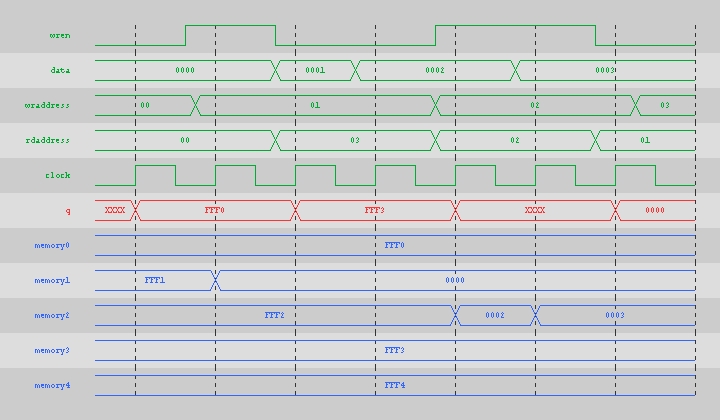 wren
data 0000 0001 0002 0003
wraddress 00 01 02 03
rdaddress 00 03 02 01
clock
q XXXX FFF0 FFF3 XXXX 0000
memory0 FFF0
memory1 FFF1 0000
memory2 FFF2 0002 0003
memory3 FFF3
memory4 FFF4